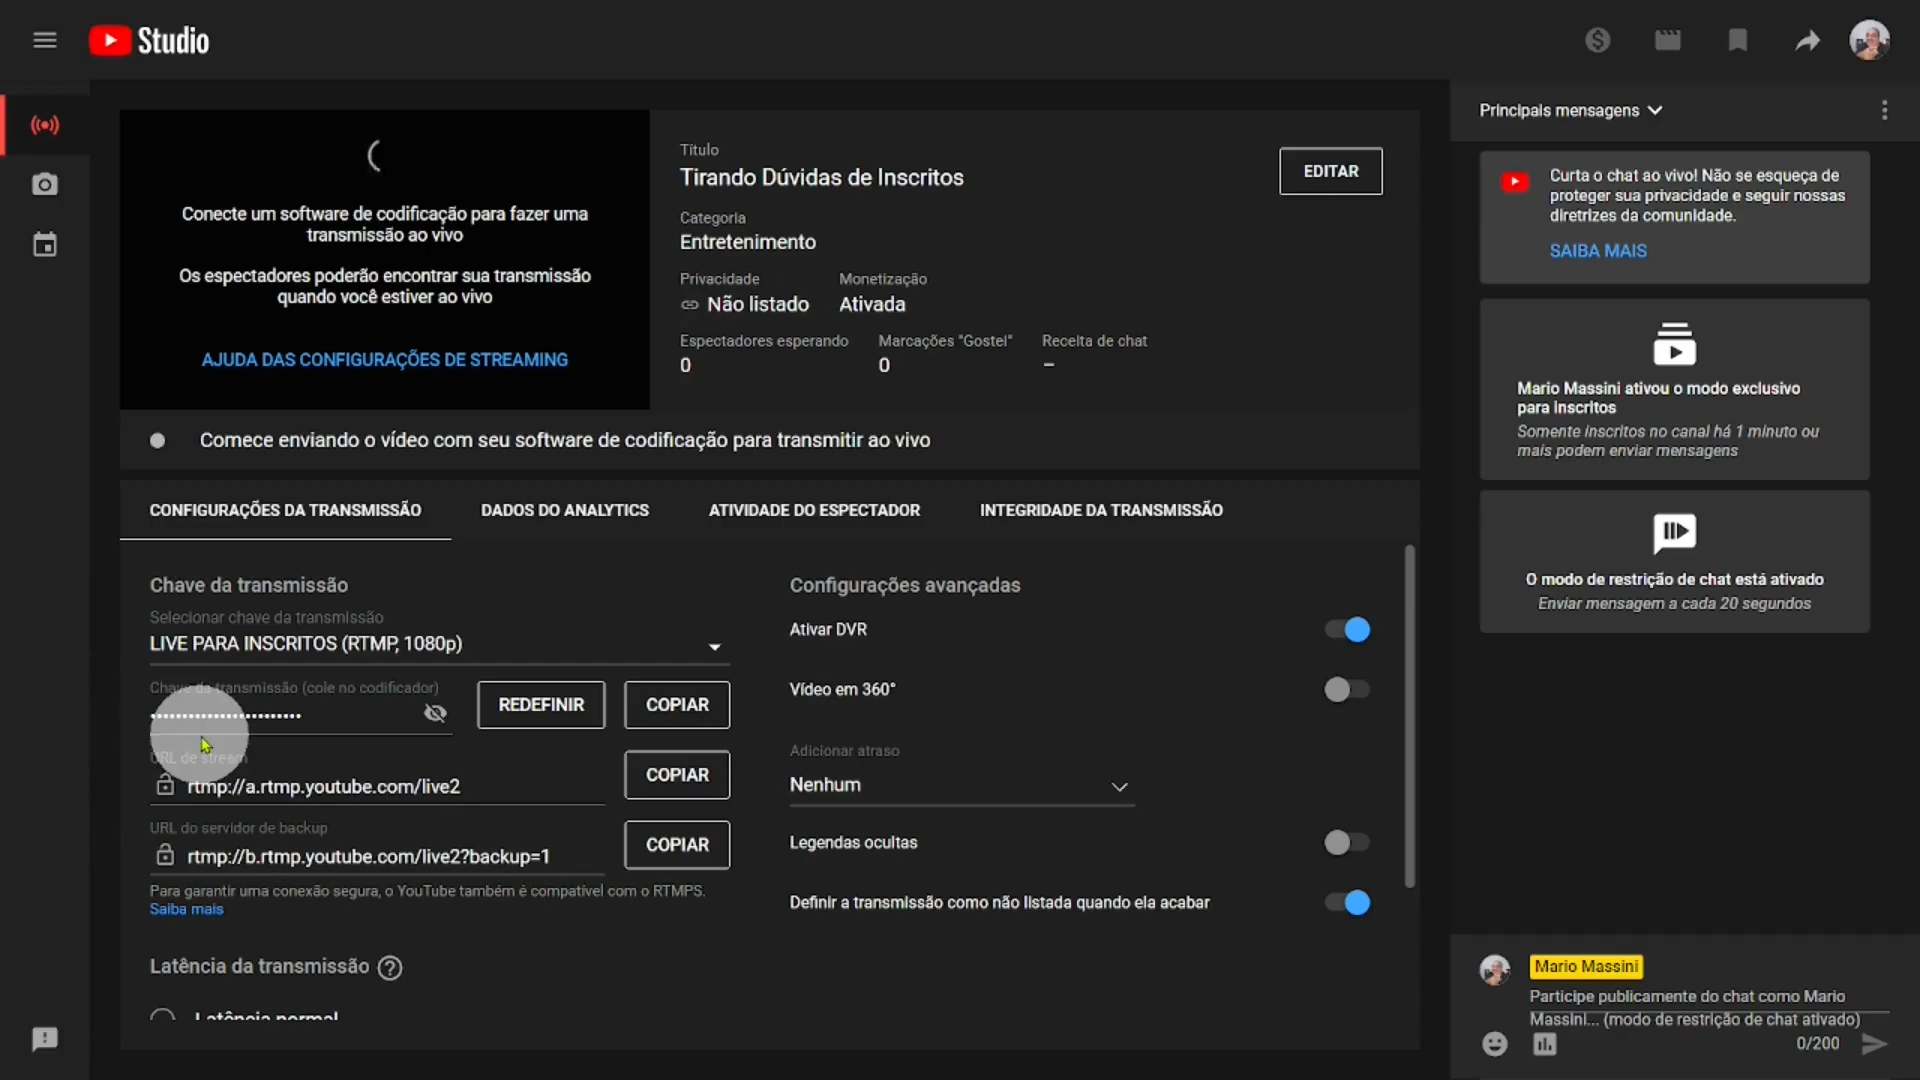 Studio
Conecte um software de codificação para fazer uma
transmissão ao vivo
Os espectadores poderão encontrar sua transmissão
quando você estiver ao vivo
AJUDA DAS CONFIGURAÇÕES DE STREAMING
Título
Tirando Dúvidas de Inscritos
EDITAR
Categoria
Entretenimento
Privacidade
Monetização
Não listado
Ativada
Espectadores esperando
Marcações "Gostei"
Receita de chat
0
0
–
Comece enviando o vídeo com seu software de codificação para transmitir ao vivo
CONFIGURAÇÕES DA TRANSMISSÃO
DADOS DO ANALYTICS
ATIVIDADE DO ESPECTADOR
INTEGRIDADE DA TRANSMISSÃO
Chave da transmissão
Selecionar chave da transmissão
LIVE PARA INSCRITOS (RTMP, 1080p)
Chave da transmissão (cole no codificador)
REDEFINIR
COPIAR
URL de stream
rtmp://a.rtmp.youtube.com/live2
COPIAR
URL do servidor de backup
rtmp://b.rtmp.youtube.com/live2?backup=1
COPIAR
Para garantir uma conexão segura, o YouTube também é compatível com o RTMPS.
Saiba mais
Latência da transmissão
Latência normal
Configurações avançadas
Ativar DVR
Vídeo em 360°
Adicionar atraso
Nenhum
Legendas ocultas
Definir a transmissão como não listada quando ela acabar
Principais mensagens
Curta o chat ao vivo! Não se esqueça de
proteger sua privacidade e seguir nossas
diretrizes da comunidade.
SAIBA MAIS
Mario Massini ativou o modo exclusivo
para inscritos
Somente inscritos no canal há 1 minuto ou
mais podem enviar mensagens
O modo de restrição de chat está ativado
Enviar mensagem a cada 20 segundos
Mario Massini
Participe publicamente do chat como Mario
Massini... (modo de restrição de chat ativado)
0/200